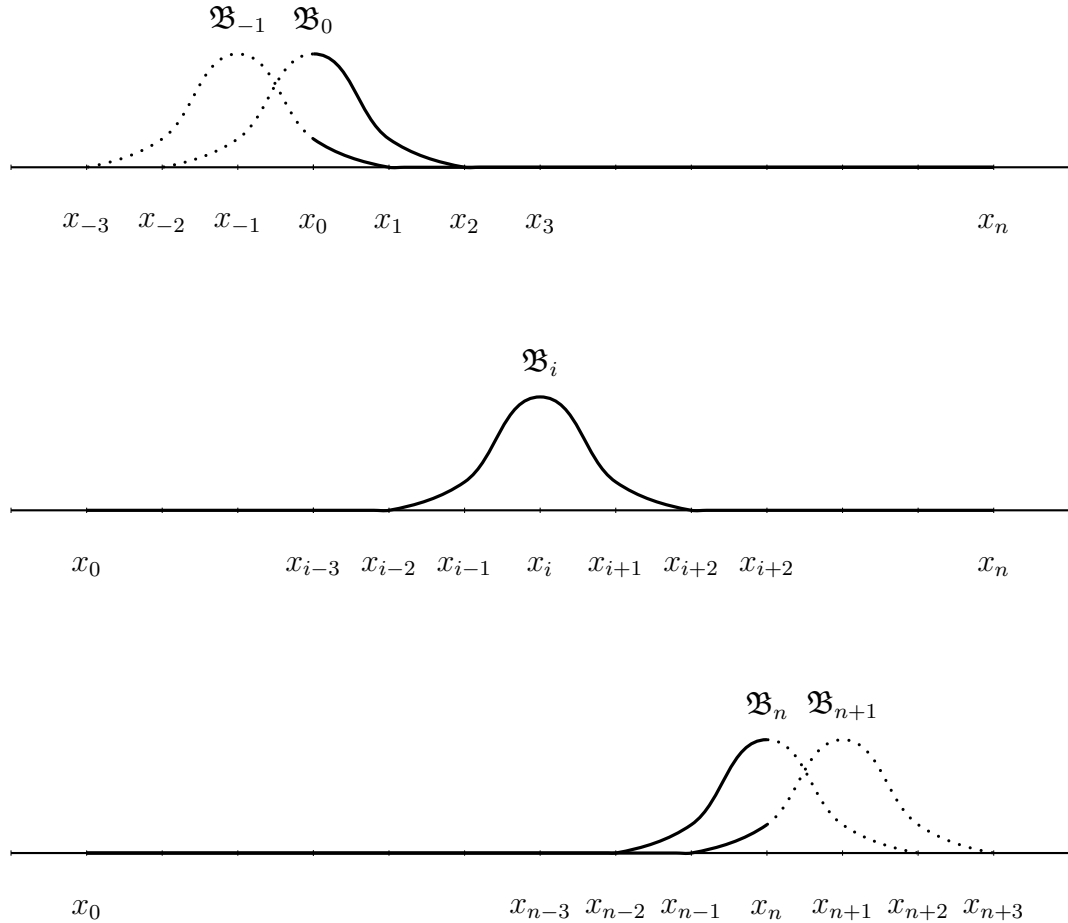 𝔅₋₁ 𝔅₀
x₋₃ x₋₂ x₋₁ x₀ x₁ x₂ x₃ xₙ
𝔅ᵢ
x₀ xᵢ₋₃ xᵢ₋₂ xᵢ₋₁ xᵢ xᵢ₊₁ xᵢ₊₂ xᵢ₊₂ xₙ
𝔅ₙ 𝔅ₙ₊₁
x₀ xₙ₋₃ xₙ₋₂ xₙ₋₁ xₙ xₙ₊₁ xₙ₊₂ xₙ₊₃